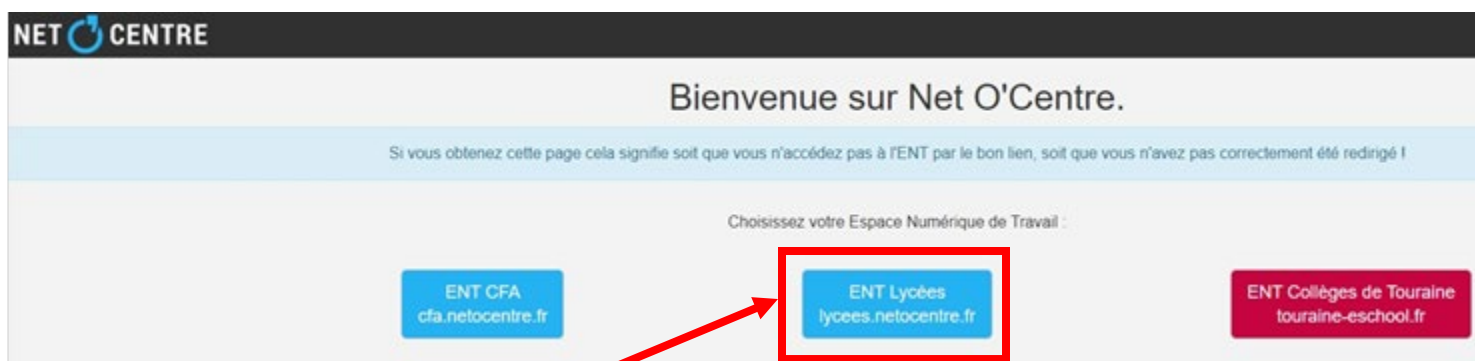 NET CENTRE
Bienvenue sur Net O'Centre.
Si vous obtenez cette page cela signifie soit que vous n'accédez pas à l'ENT par le bon lien, soit que vous n'avez pas correctement été redirigé !
Choisissez votre Espace Numérique de Travail :
ENT CFA
cfa.netocentre.fr
ENT Lycées
lycees.netocentre.fr
ENT Collèges de Touraine
touraine-eschool.fr